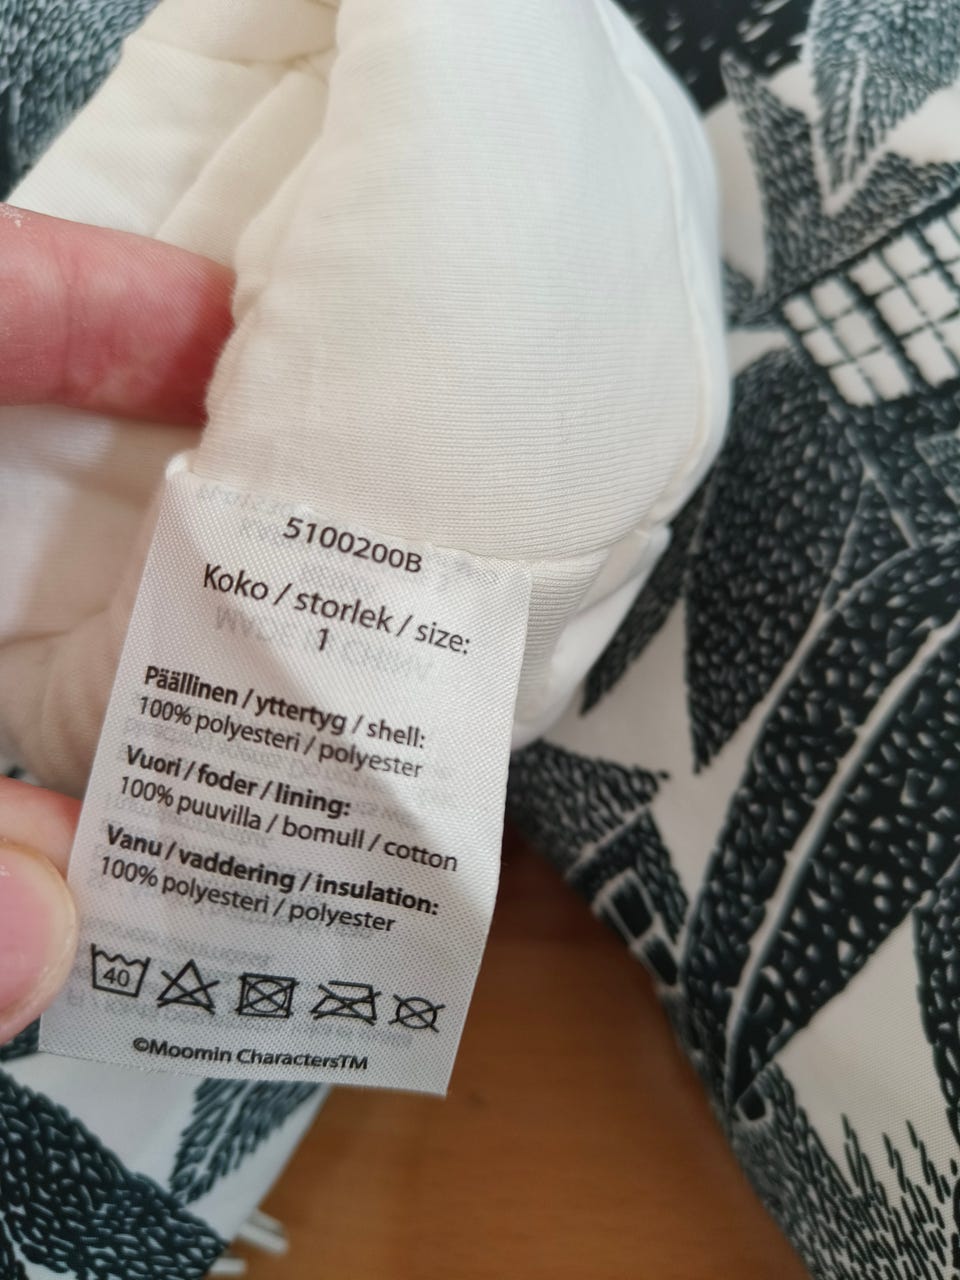 5100200B
Koko / storlek / size:
1
Päällinen / yttertyg / shell:
100% polyesteri / polyester
Vuori / foder / lining:
100% puuvilla / bomull / cotton
Vanu / vaddering / insulation:
100% polyesteri / polyester
40
©Moomin CharactersTM